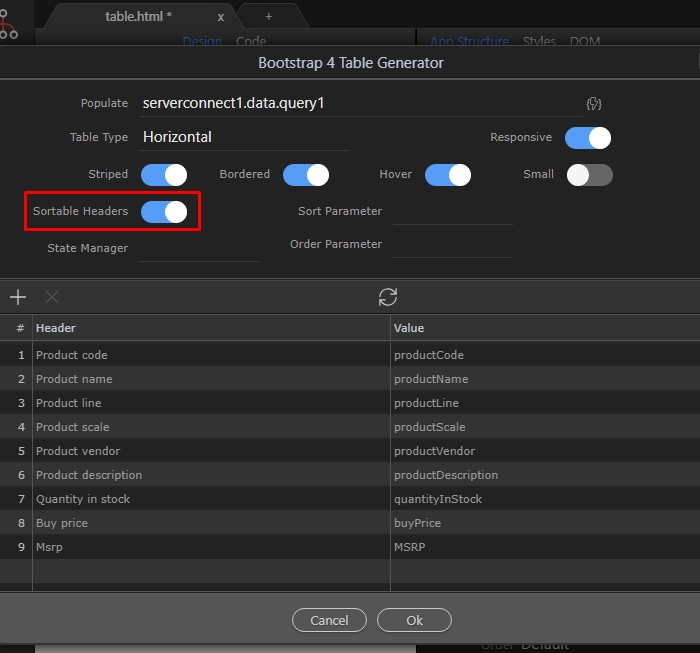 table.html * x +
Design Code App Structure Styles DOM
Bootstrap 4 Table Generator
Populate serverconnect1.data.query1
Table Type Horizontal Responsive
Striped Bordered Hover Small
Sortable Headers Sort Parameter
State Manager Order Parameter
# Header Value
1 Product code productCode
2 Product name productName
3 Product line productLine
4 Product scale productScale
5 Product vendor productVendor
6 Product description productDescription
7 Quantity in stock quantityInStock
8 Buy price buyPrice
9 Msrp MSRP
Cancel Ok
Order Default